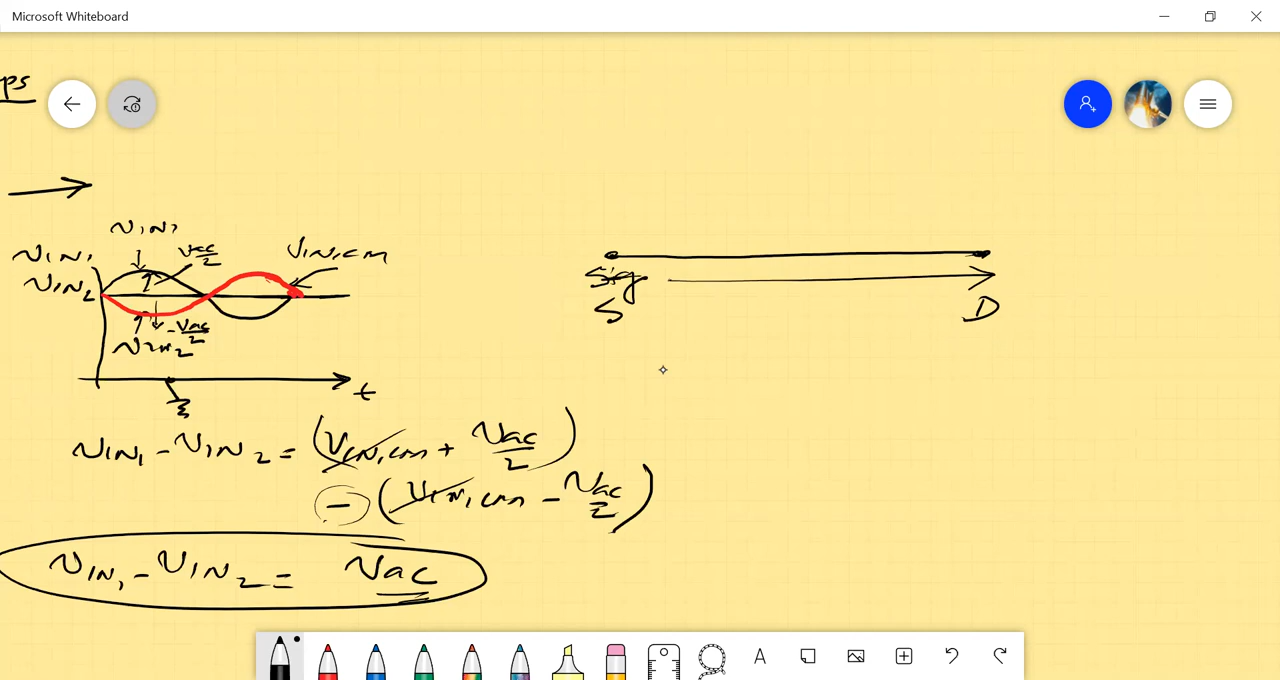 Microsoft Whiteboard
ps
VIN1
VIN1
Vac/2
VIN,CM
VIN2
-Vac/2
VIN2
t
VIN1 - VIN2 = (VIN,CM + Vac/2)
- (VIN,CM - Vac/2)
VIN1 - VIN2 = Vac
Sig
S
D
A